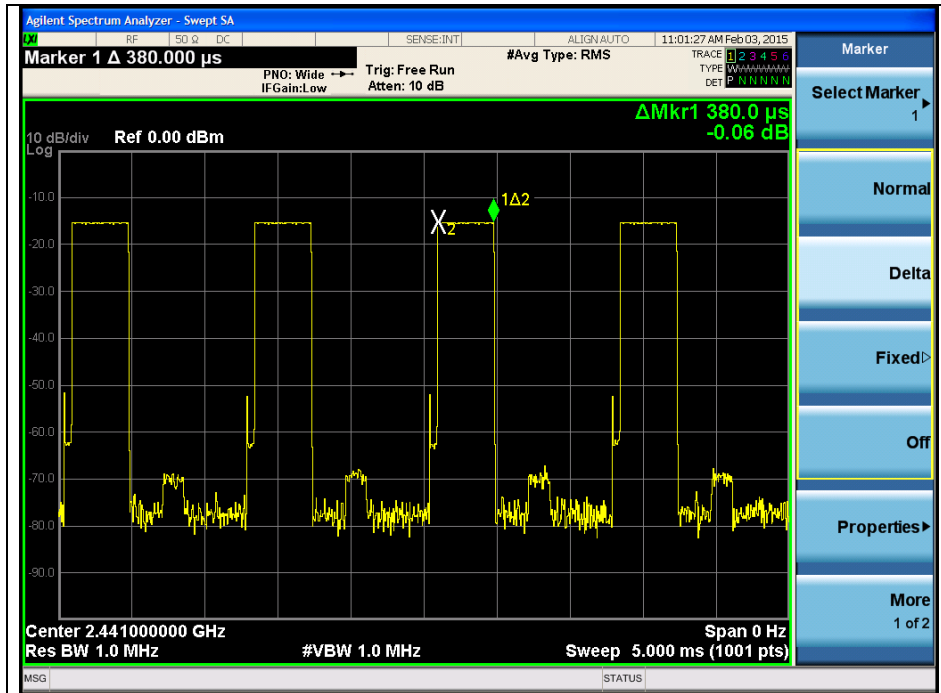 Agilent Spectrum Analyzer - Swept SA
LXI RF 50 Ω DC SENSE:INT ALIGN AUTO 11:01:27 AM Feb 03, 2015
Marker 1 Δ 380.000 µs
PNO: Wide
IFGain:Low
Trig: Free Run
Atten: 10 dB
#Avg Type: RMS
TRACE 1 2 3 4 5 6
TYPE W
DET P N N N N N
ΔMkr1 380.0 µs
-0.06 dB
10 dB/div Ref 0.00 dBm
Log
-10.0
-20.0
-30.0
-40.0
-50.0
-60.0
-70.0
-80.0
-90.0
1Δ2
X2
Center 2.441000000 GHz Span 0 Hz
Res BW 1.0 MHz #VBW 1.0 MHz Sweep 5.000 ms (1001 pts)
MSG STATUS
Marker
Select Marker
1
Normal
Delta
Fixed
Off
Properties
More
1 of 2